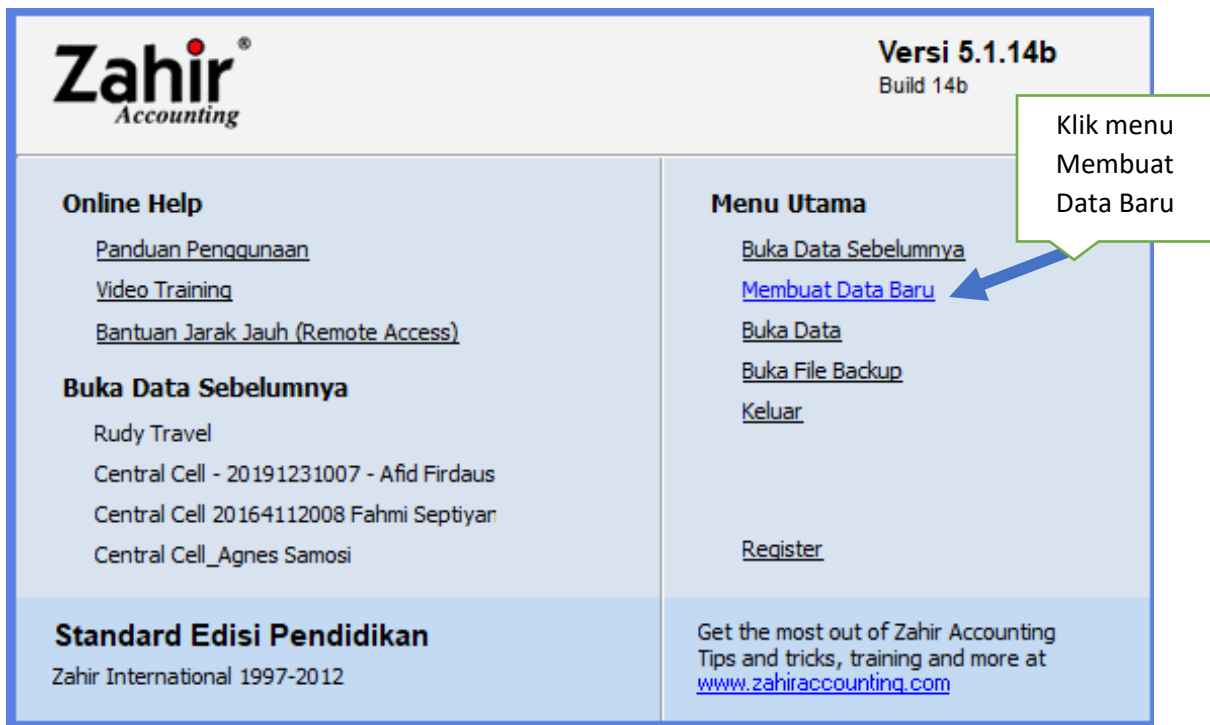 Zahir®
Accounting
Versi 5.1.14b
Build 14b
Klik menu
Membuat
Data Baru
Online Help
Panduan Penggunaan
Video Training
Bantuan Jarak Jauh (Remote Access)
Buka Data Sebelumnya
Rudy Travel
Central Cell - 20191231007 - Afid Firdaus
Central Cell 20164112008 Fahmi Septiyan
Central Cell_Agnes Samosi
Menu Utama
Buka Data Sebelumnya
Membuat Data Baru
Buka Data
Buka File Backup
Keluar
Register
Standard Edisi Pendidikan
Zahir International 1997-2012
Get the most out of Zahir Accounting
Tips and tricks, training and more at
www.zahiraccounting.com